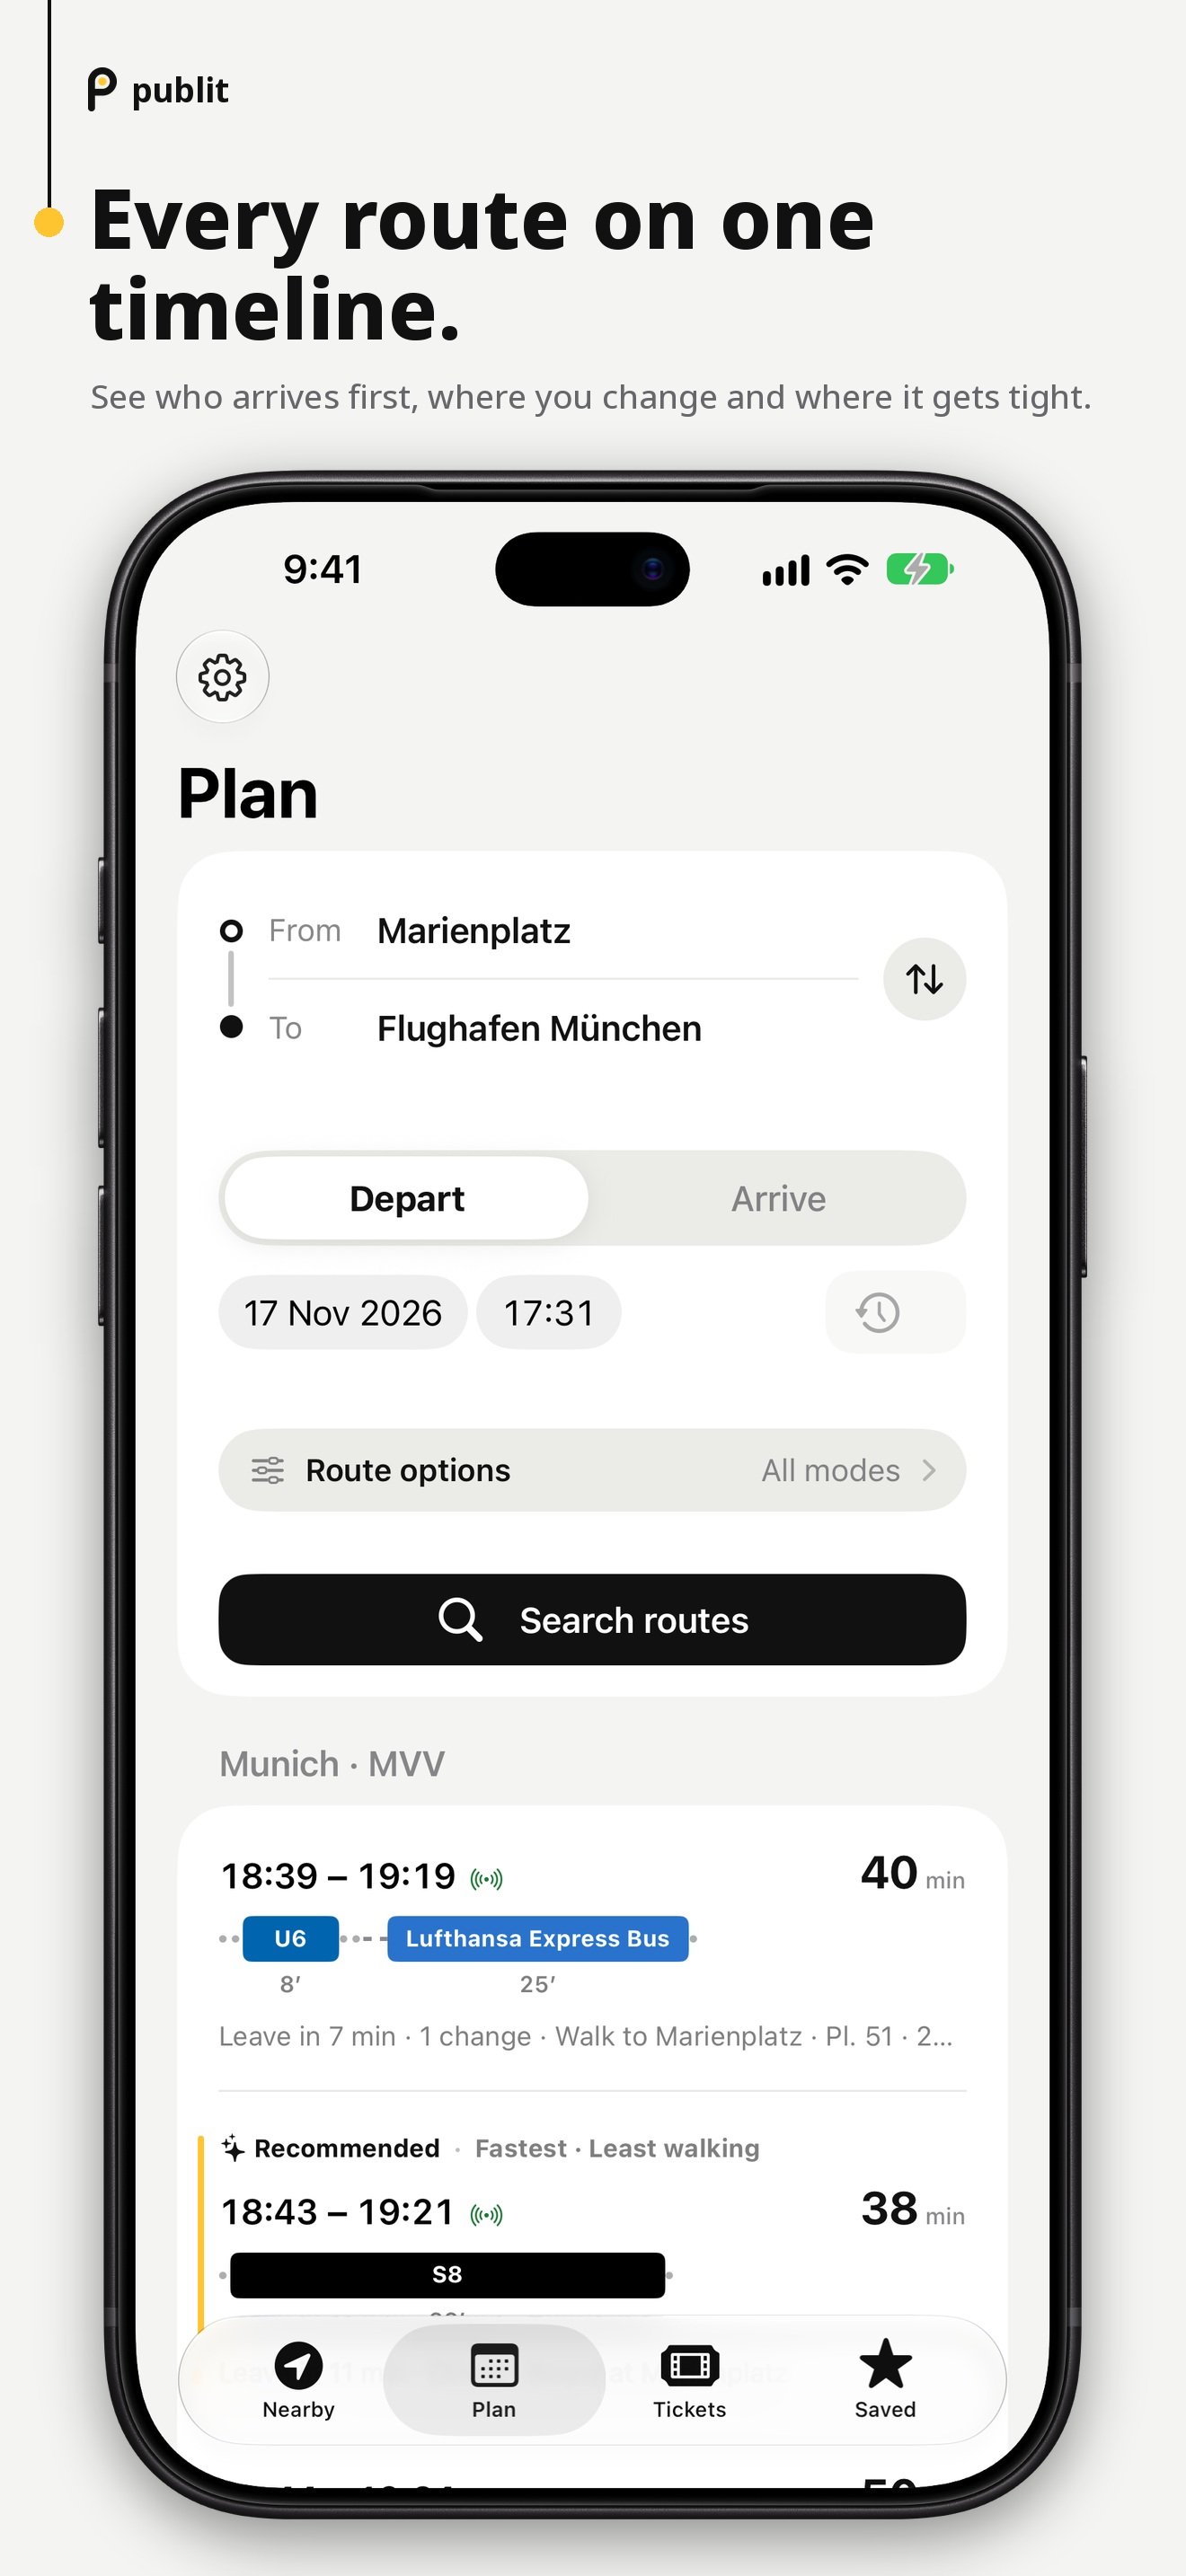 publit
Every route on one
timeline.
See who arrives first, where you change and where it gets tight.
9:41
Plan
From Marienplatz
To Flughafen München
Depart Arrive
17 Nov 2026 17:31
Route options All modes
Search routes
Munich · MVV
18:39 – 19:19 40 min
U6 Lufthansa Express Bus
8′ 25′
Leave in 7 min · 1 change · Walk to Marienplatz · Pl. 51 · 2…
Recommended · Fastest · Least walking
18:43 – 19:21 38 min
S8
Nearby Plan Tickets Saved